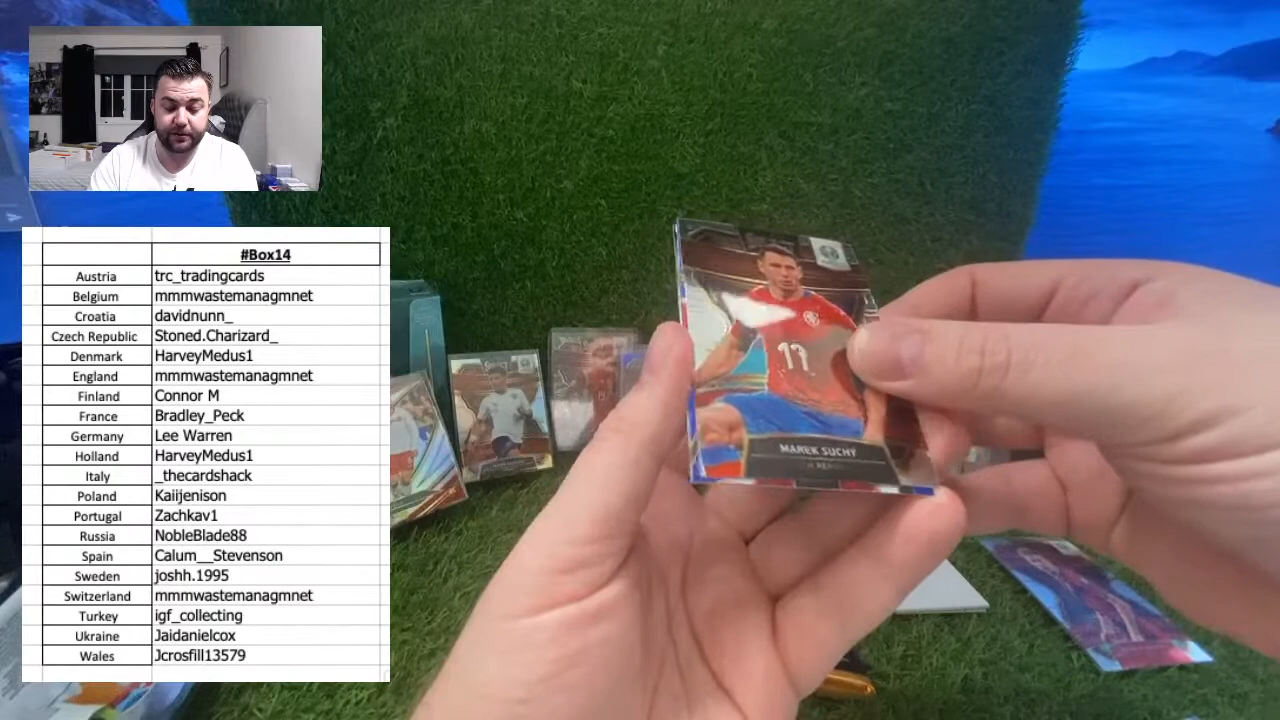 #Box14
Austria trc_tradingcards
Belgium mmmwastemanagmnet
Croatia davidnunn_
Czech Republic Stoned.Charizard_
Denmark HarveyMedus1
England mmmwastemanagmnet
Finland Connor M
France Bradley_Peck
Germany Lee Warren
Holland HarveyMedus1
Italy _thecardshack
Poland Kaiijenison
Portugal Zachkav1
Russia NobleBlade88
Spain Calum__Stevenson
Sweden joshh.1995
Switzerland mmmwastemanagmnet
Turkey igf_collecting
Ukraine Jaidanielcox
Wales Jcrosfill13579
17
MAREK SUCHÝ